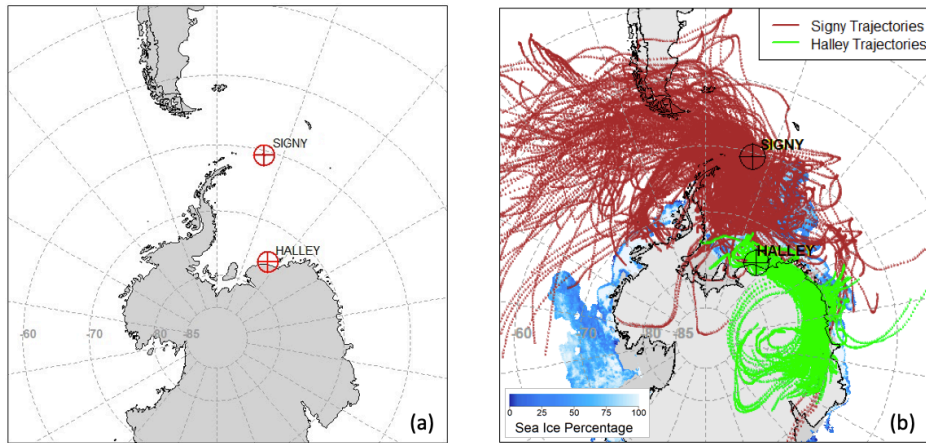 SIGNY
HALLEY
-60
-70
-80
-85
(a)
Signy Trajectories
Halley Trajectories
SIGNY
HALLEY
-60
-70
-80
-85
0 25 50 75 100
Sea Ice Percentage
(b)